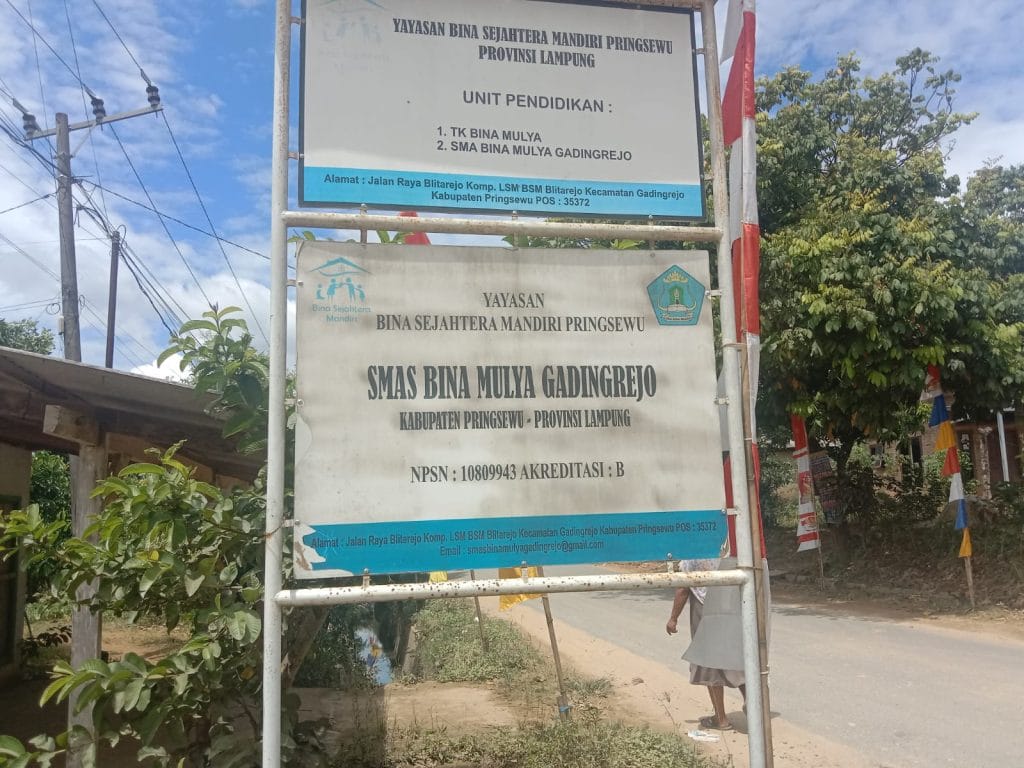 YAYASAN BINA SEJAHTERA MANDIRI PRINGSEWU
PROVINSI LAMPUNG
UNIT PENDIDIKAN :
1. TK BINA MULYA
2. SMA BINA MULYA GADINGREJO
Alamat : Jalan Raya Blitarejo Komp. LSM BSM Blitarejo Kecamatan Gadingrejo
Kabupaten Pringsewu POS : 35372
Bina Sejahtera
Mandiri
YAYASAN
BINA SEJAHTERA MANDIRI PRINGSEWU
SMAS BINA MULYA GADINGREJO
KABUPATEN PRINGSEWU - PROVINSI LAMPUNG
NPSN : 10809943 AKREDITASI : B
Alamat : Jalan Raya Blitarejo Komp. LSM BSM Blitarejo Kecamatan Gadingrejo Kabupaten Pringsewu POS : 35372
Email : smasbinamulyagadingrejo@gmail.com